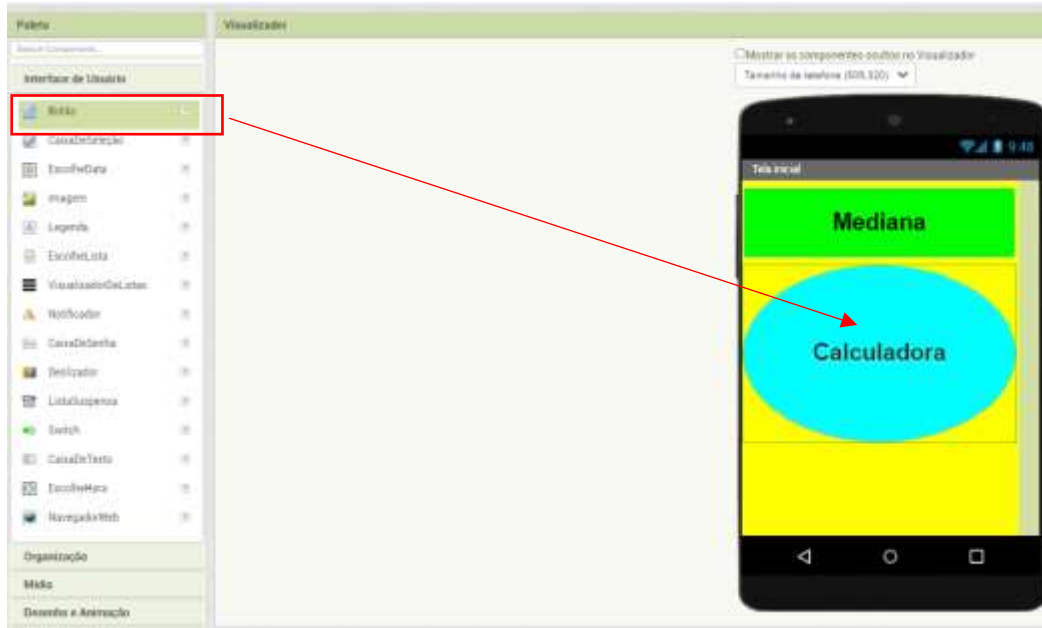 Paleta
Visualizador
Mostrar os componentes ocultos no Visualizador
Interface de Usuário
Tamanho de telefone (505,320)
Botão
CaixaDeSeleção
9:48
EscolheData
Tela inicial
Imagem
Legenda
Mediana
EscolheLista
VisualizadorDeListas
Notificador
CaixaDeSenha
Calculadora
Deslizador
ListaSuspensa
Switch
CaixaDeTexto
EscolheHora
NavegadorWeb
Organização
Mídia
Desenho e Animação